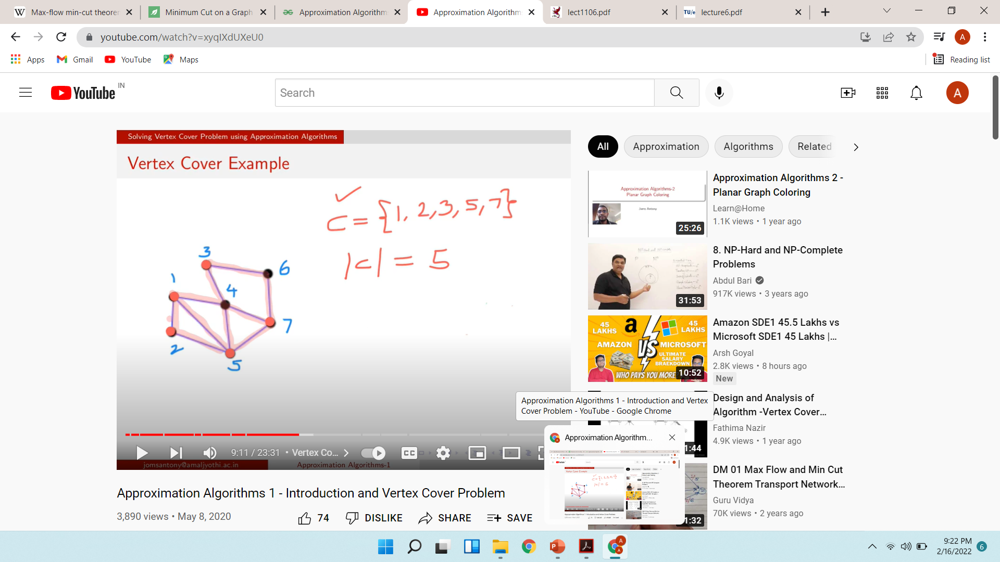 Max-flow min-cut theorer
Minimum Cut on a Graph
Approximation Algorithm
Approximation Algorithm
lect1106.pdf
TU/e lecture6.pdf
youtube.com/watch?v=xyqIXdUXeU0
A
Apps
Gmail
YouTube
Maps
Reading list
YouTube IN
Search
A
Solving Vertex Cover Problem using Approximation Algorithms
Vertex Cover Example
C = {1, 2, 3, 5, 7}
|C| = 5
3
6
1
4
7
2
5
9:11 / 23:31 • Vertex Co...
CC
jomsantony@amaljyothi.ac.in
Approximation Algorithms-1
Approximation Algorithms 1 - Introduction and Vertex Cover Problem
3,890 views • May 8, 2020
74
DISLIKE
SHARE
SAVE
All
Approximation
Algorithms
Related
Approximation Algorithms-2
Planar Graph Coloring
Joms Antony
25:26
Approximation Algorithms 2 -
Planar Graph Coloring
Learn@Home
1.1K views • 1 year ago
31:53
8. NP-Hard and NP-Complete
Problems
Abdul Bari
917K views • 3 years ago
45
LAKHS
a
45
LAKHS
AMAZON
VS
MICROSOFT
ULTIMATE
SALARY
BRAEKDOWN
WHO PAYS YOU MORE
10:52
Amazon SDE1 45.5 Lakhs vs
Microsoft SDE1 45 Lakhs |...
Arsh Goyal
2.8K views • 8 hours ago
New
Approximation Algorithms 1 - Introduction and Vertex
Cover Problem - YouTube - Google Chrome
Approximation Algorithm...
1:44
Design and Analysis of
Algorithm -Vertex Cover...
Fathima Nazir
4.9K views • 1 year ago
1:32
DM 01 Max Flow and Min Cut
Theorem Transport Network...
Guru Vidya
70K views • 2 years ago
9:22 PM
2/16/2022
6